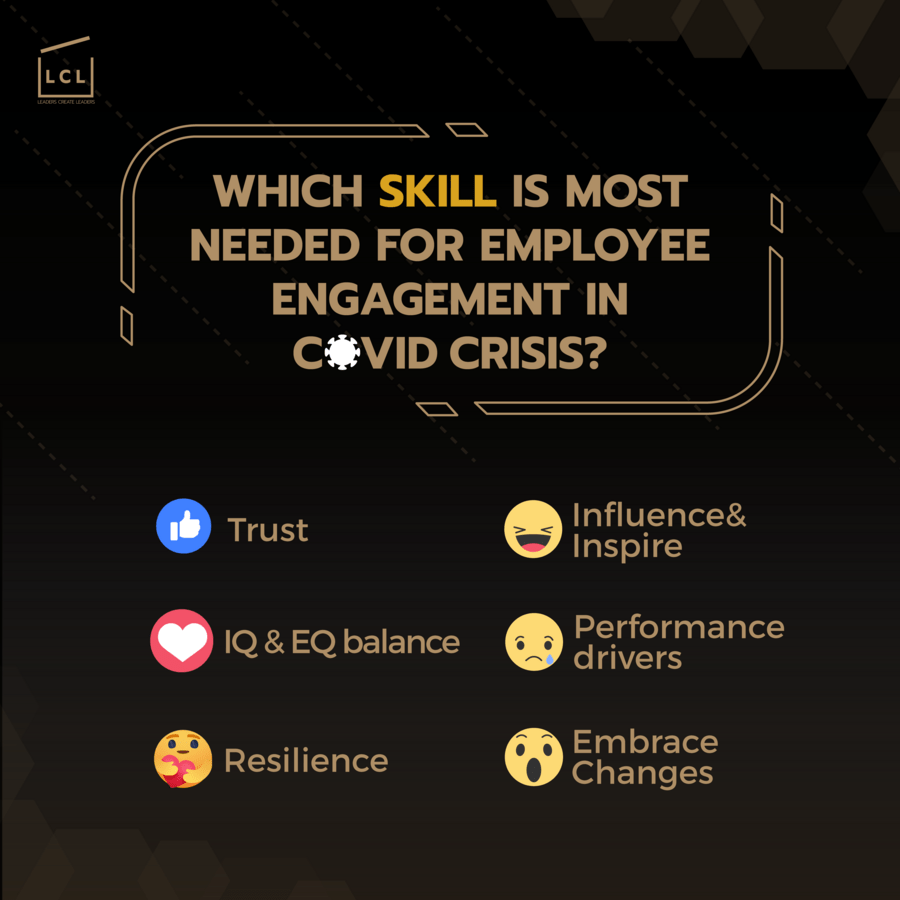 LCL
LEADERS CREATE LEADERS
WHICH SKILL IS MOST
NEEDED FOR EMPLOYEE
ENGAGEMENT IN
COVID CRISIS?
Trust
Influence&
Inspire
IQ & EQ balance
Performance
drivers
Resilience
Embrace
Changes